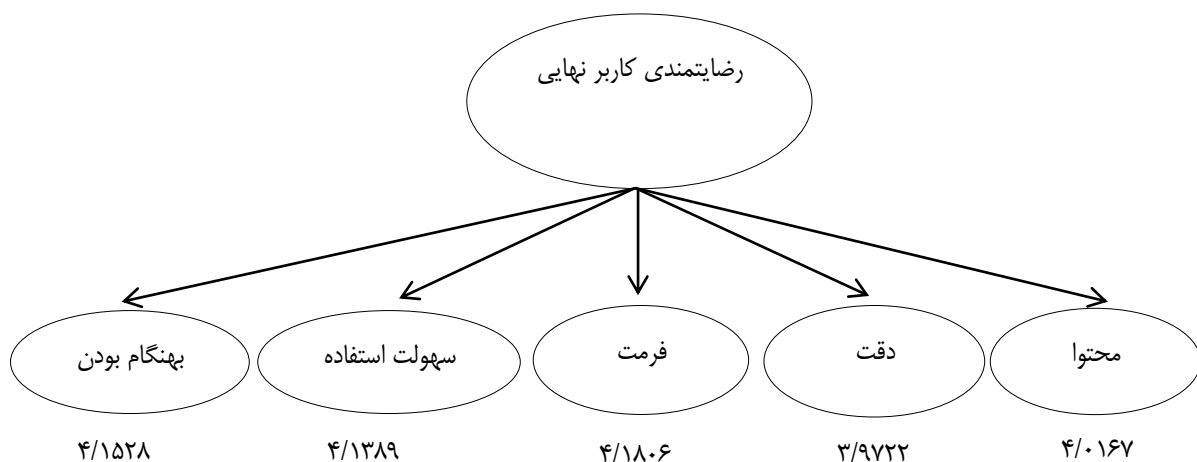 رضایتمندی کاربر نهایی
محتوا
دقت
فرمت
سهولت استفاده
بهنگام بودن
۴/۰۱۶۷
۳/۹۷۲۲
۴/۱۸۰۶
۴/۱۳۸۹
۴/۱۵۲۸